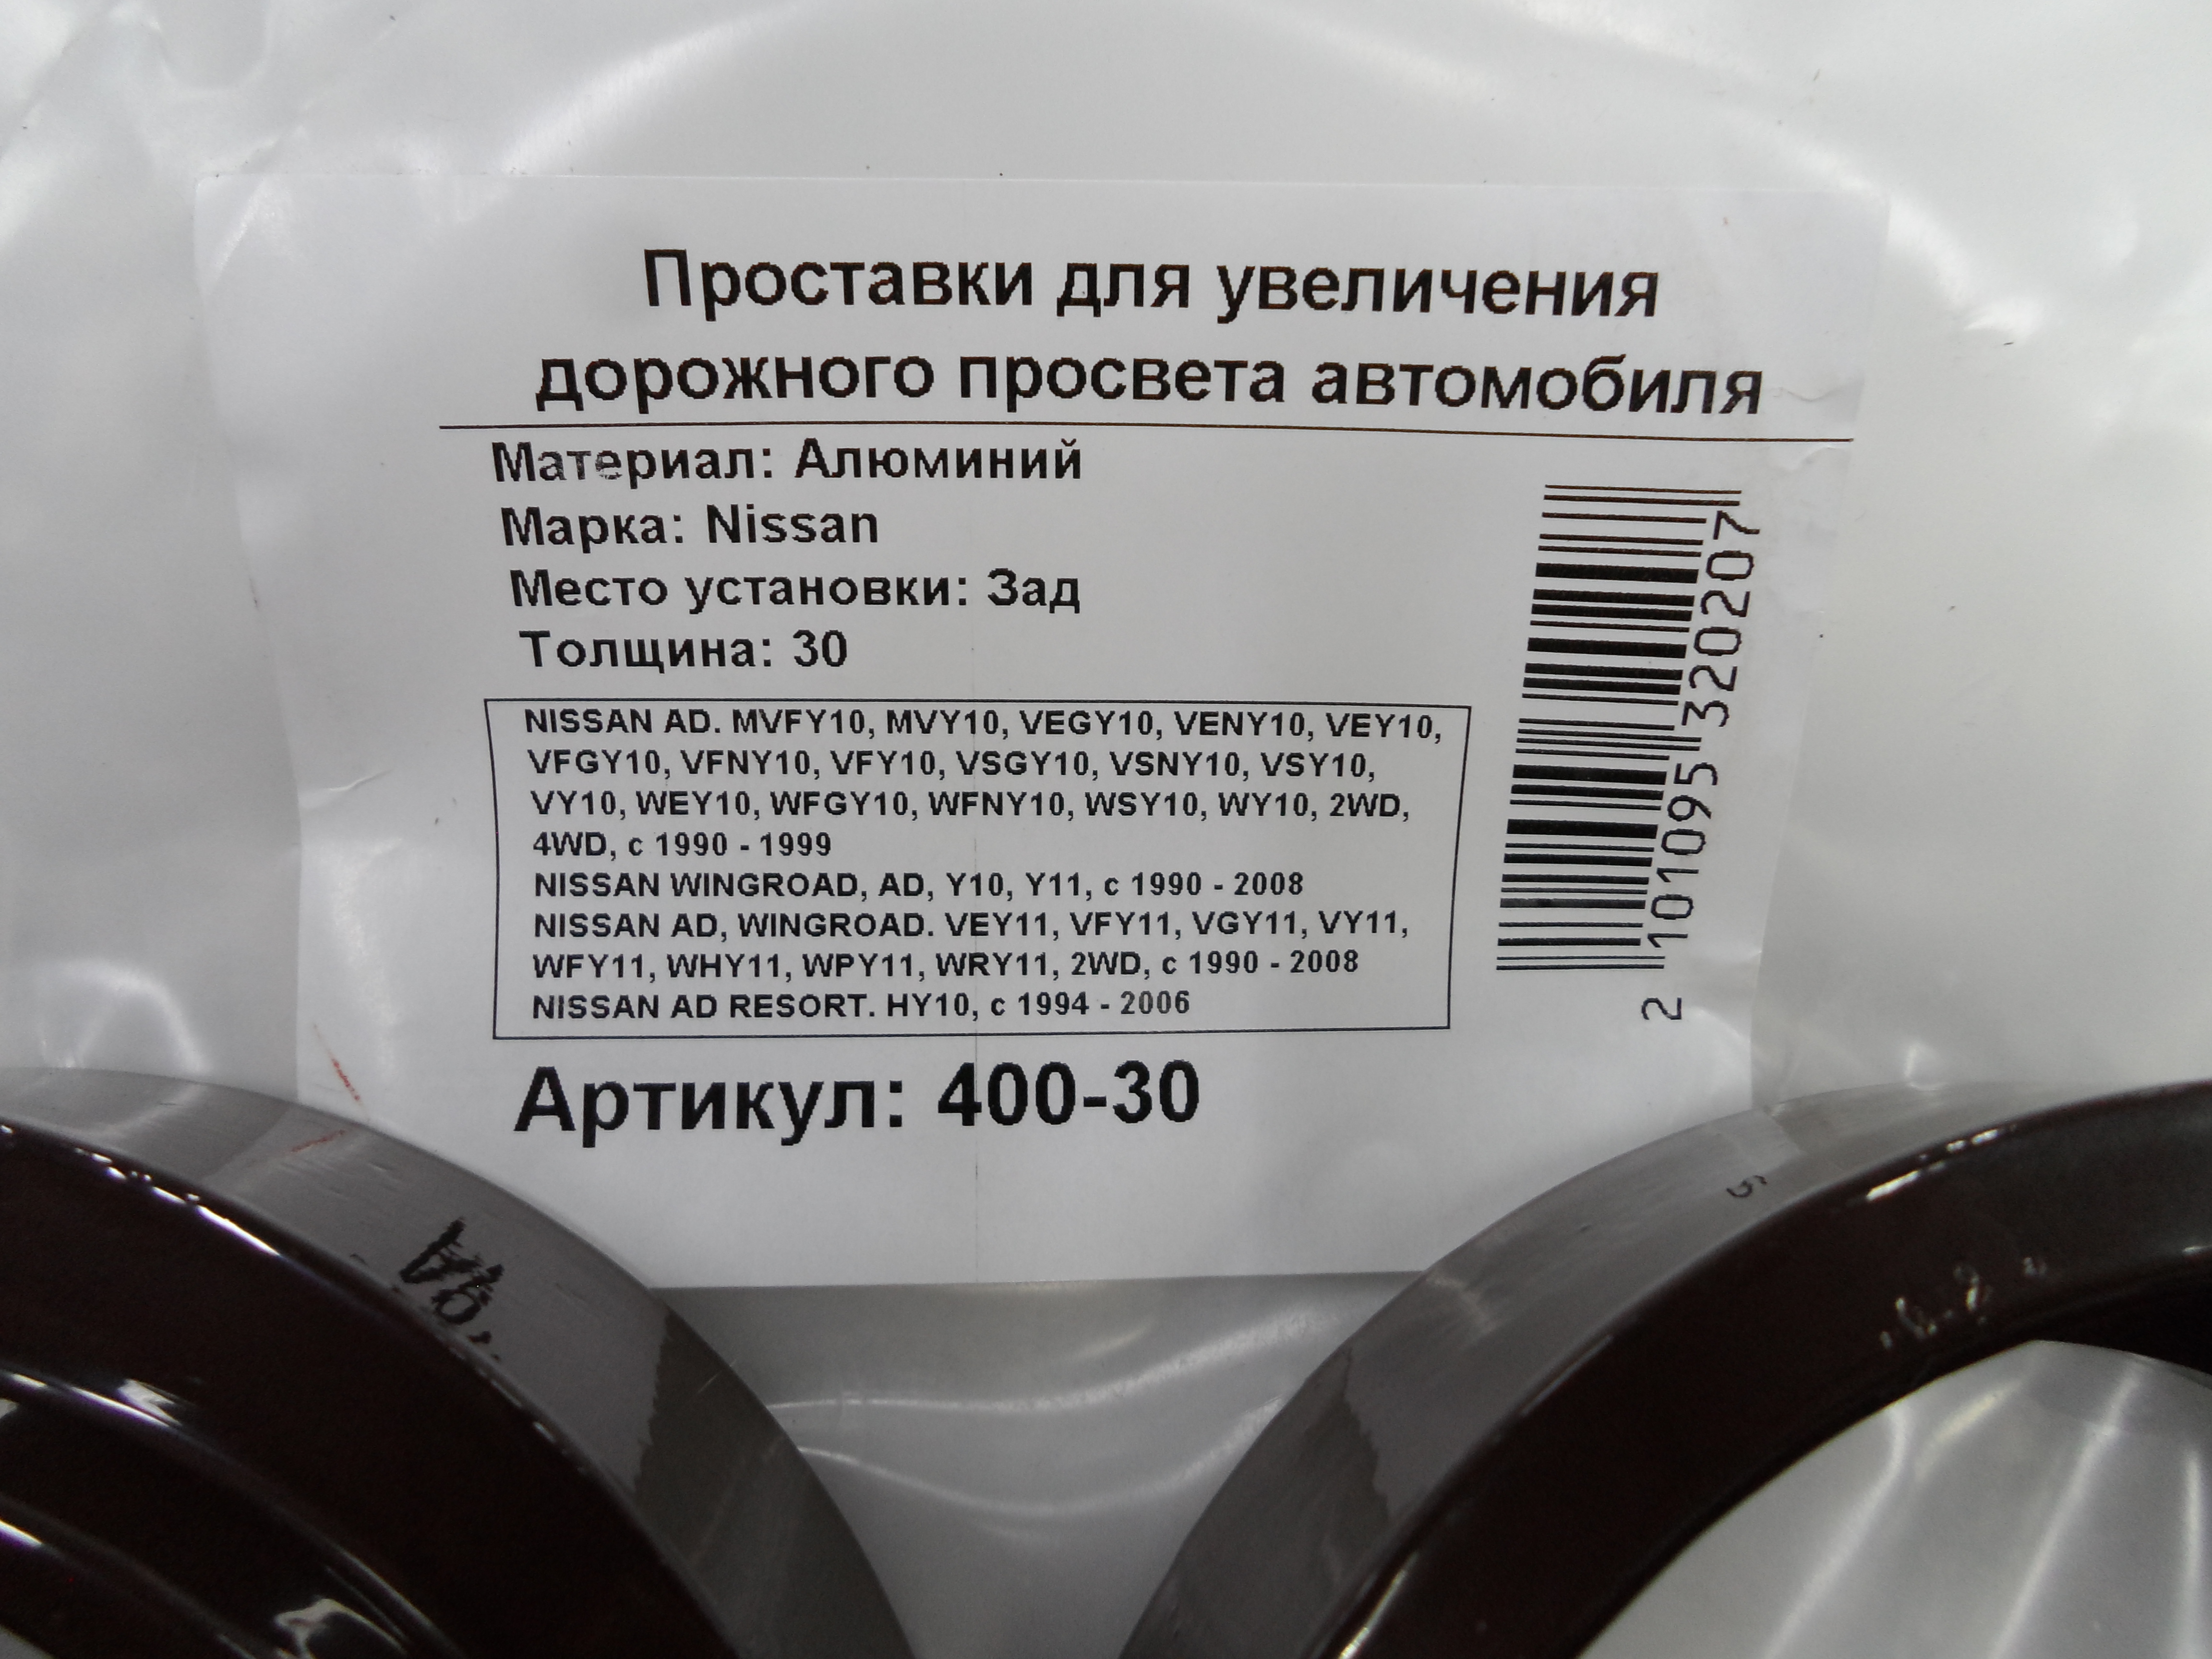 Проставки для увеличения
дорожного просвета автомобиля
Материал: Алюминий
Марка: Nissan
Место установки: Зад
Толщина: 30
NISSAN AD. MVFY10, MVY10, VEGY10, VENY10, VEY10,
VFGY10, VFNY10, VFY10, VSGY10, VSNY10, VSY10,
VY10, WEY10, WFGY10, WFNY10, WSY10, WY10, 2WD,
4WD, с 1990 - 1999
NISSAN WINGROAD, AD, Y10, Y11, с 1990 - 2008
NISSAN AD, WINGROAD. VEY11, VFY11, VGY11, VY11,
WFY11, WHY11, WPY11, WRY11, 2WD, с 1990 - 2008
NISSAN AD RESORT. HY10, с 1994 - 2006
Артикул: 400-30
2 101095 320207